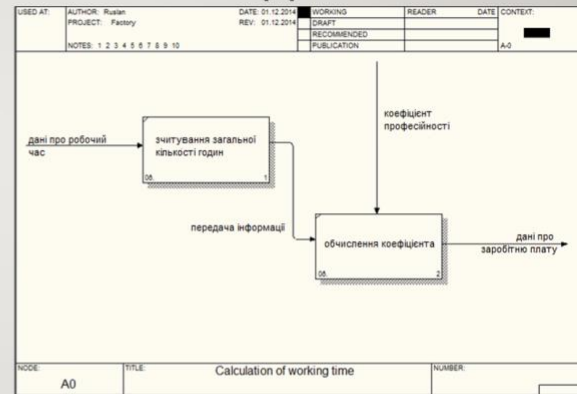 USED AT:
AUTHOR: Ruslan
DATE: 01.12.2014
WORKING
READER
DATE
CONTEXT:
PROJECT: Factory
REV: 01.12.2014
DRAFT
RECOMMENDED
NOTES: 1 2 3 4 5 6 7 8 9 10
PUBLICATION
A-0
коефіцієнт
професійності
дані про робочий
час
зчитування загальної
кількості годин
0в.
1
передача інформації
обчислення коефіцієнта
0в.
2
дані про
заробітню плату
NODE:
TITLE:
NUMBER:
A0
Calculation of working time